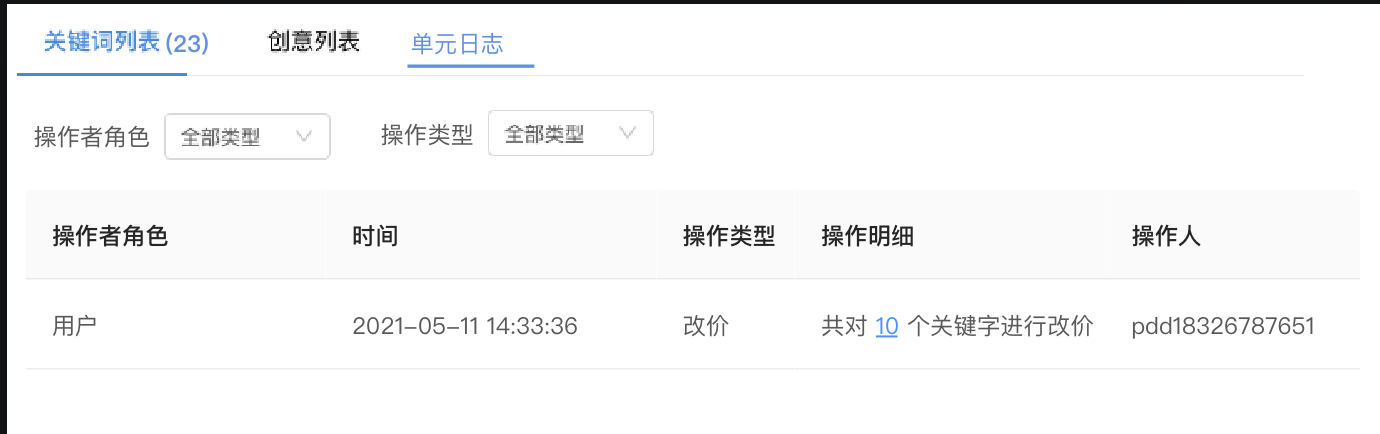 关键词列表 (23) 创意列表 单元日志
操作者角色 全部类型 操作类型 全部类型
操作者角色 时间 操作类型 操作明细 操作人
用户 2021-05-11 14:33:36 改价 共对 10 个关键字进行改价 pdd18326787651